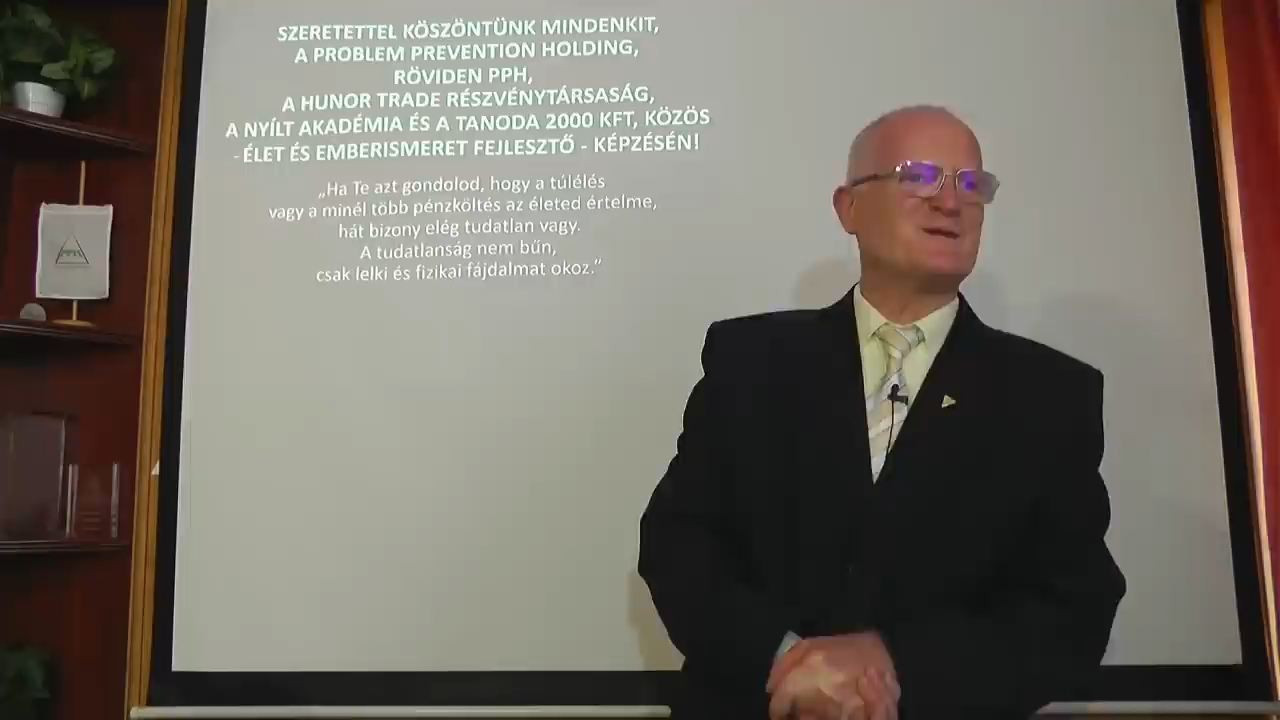 SZERETETTEL KÖSZÖNTÜNK MINDENKIT,
A PROBLEM PREVENTION HOLDING,
RÖVIDEN PPH,
A HUNOR TRADE RÉSZVÉNYTÁRSASÁG,
A NYÍLT AKADÉMIA ÉS A TANODA 2000 KFT, KÖZÖS
- ÉLET ÉS EMBERISMERET FEJLESZTŐ - KÉPZÉSÉN!
„Ha Te azt gondolod, hogy a túlélés
vagy a minél több pénzköltés az életed értelme,
hát bizony elég tudatlan vagy.
A tudatlanság nem bűn,
csak lelki és fizikai fájdalmat okoz.”